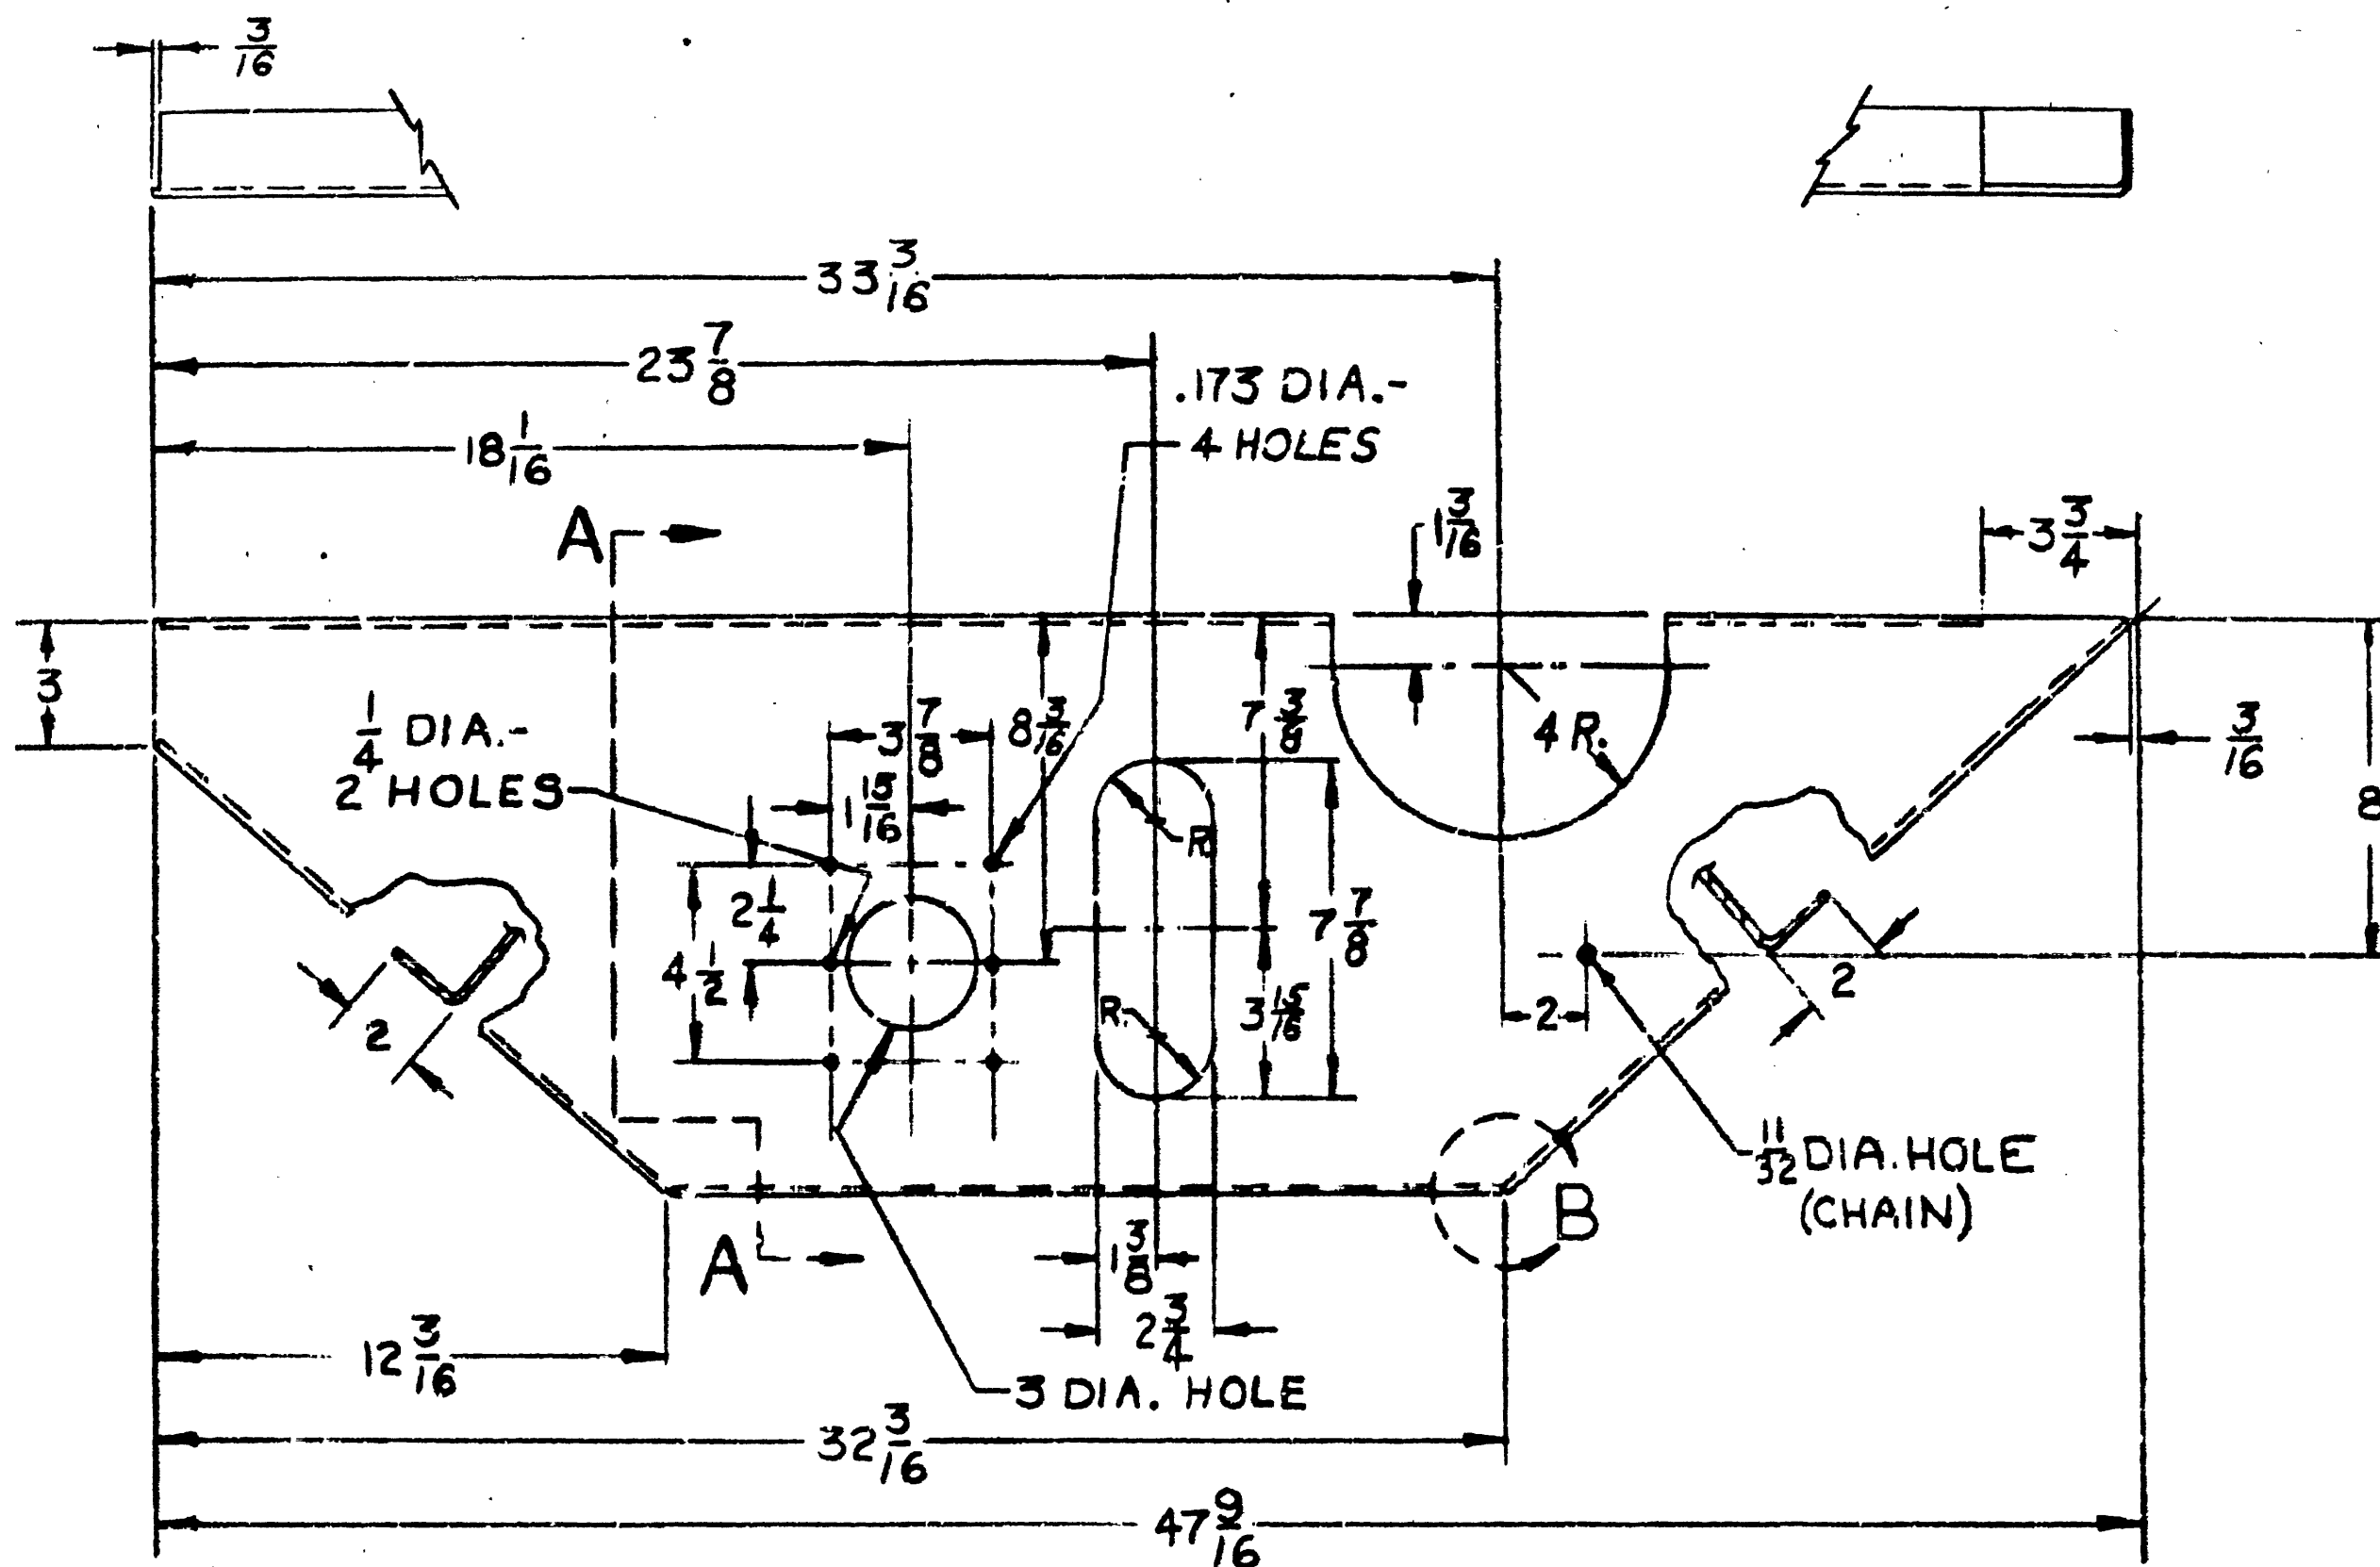 3/16
33 3/16
23 7/8
.173 DIA.-
4 HOLES
18 1/16
A
1 3/16
3 3/4
3
1/4 DIA.-
2 HOLES
3 7/8
8 3/16
7 3/8
4 R.
3/16
1 15/16
8
R.
2 1/4
7 7/8
4 1/2
2
2
R.
3 15/16
2
11/32 DIA. HOLE
(CHAIN)
B
A
1 3/8
2 3/4
12 3/16
3 DIA. HOLE
32 3/16
47 9/16